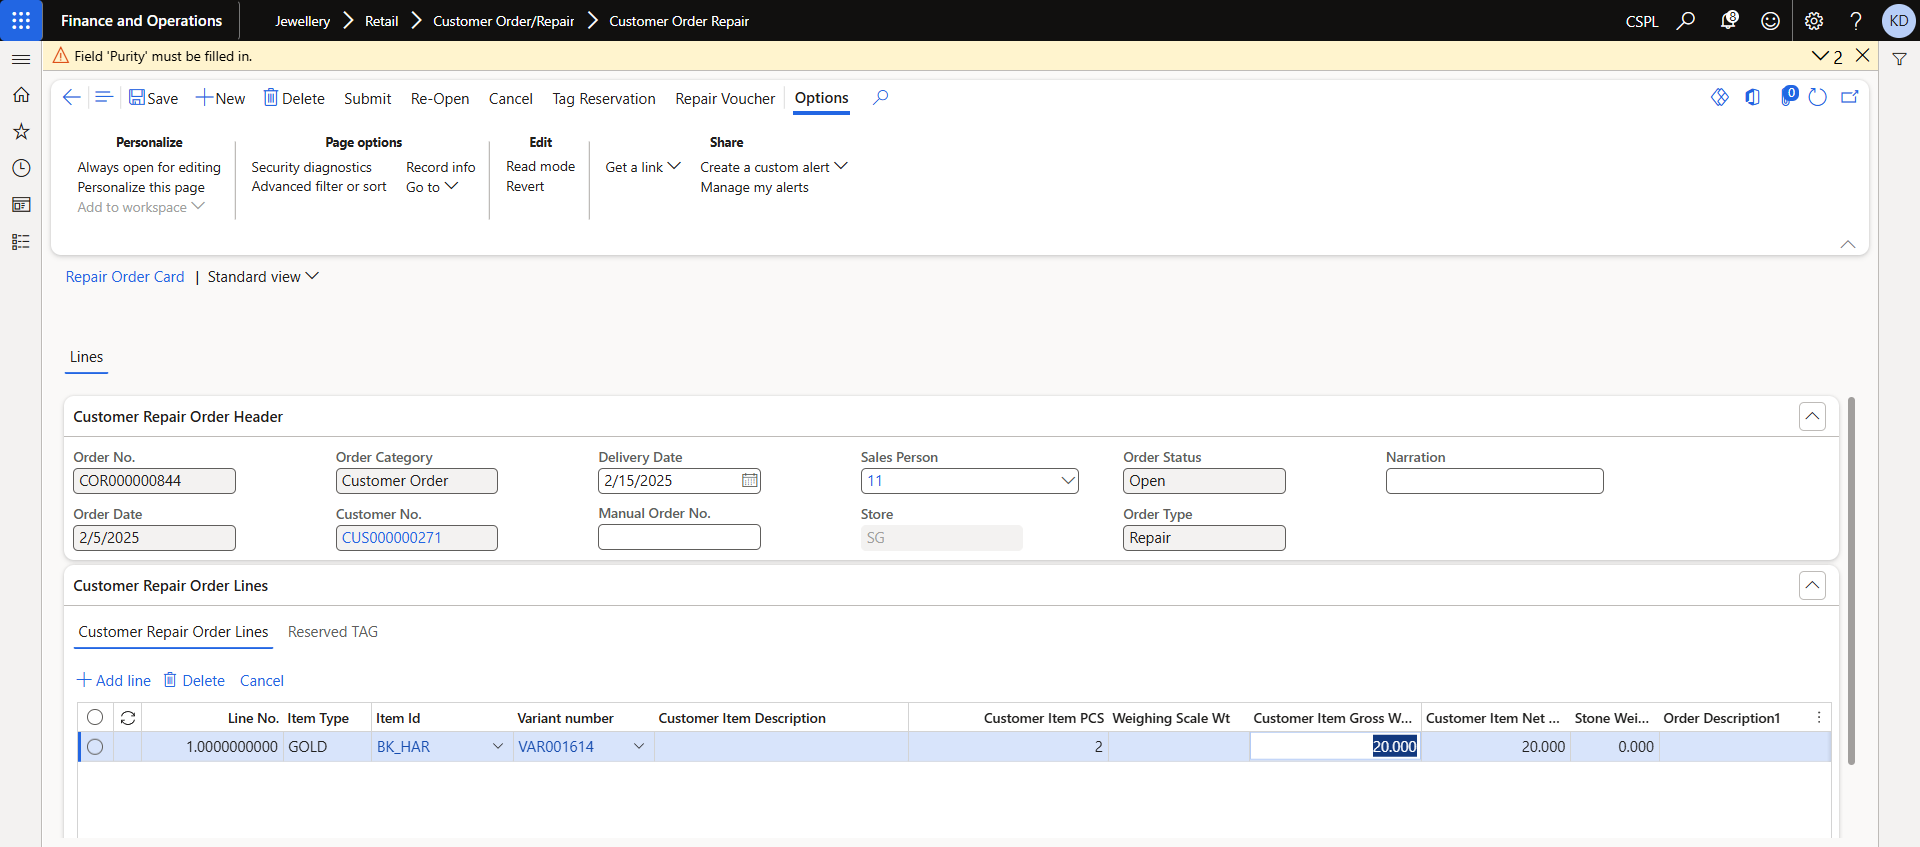 Finance and Operations
Jewellery > Retail > Customer Order/Repair > Customer Order Repair
CSPL
8
KD
Field 'Purity' must be filled in.
2
Save
New
Delete
Submit
Re-Open
Cancel
Tag Reservation
Repair Voucher
Options
0
Personalize
Always open for editing
Personalize this page
Add to workspace
Page options
Security diagnostics
Advanced filter or sort
Record info
Go to
Edit
Read mode
Revert
Share
Get a link
Create a custom alert
Manage my alerts
Repair Order Card | Standard view
Lines
Customer Repair Order Header
Order No.
COR000000844
Order Category
Customer Order
Delivery Date
2/15/2025
Sales Person
11
Order Status
Open
Narration
Order Date
2/5/2025
Customer No.
CUS000000271
Manual Order No.
Store
SG
Order Type
Repair
Customer Repair Order Lines
Customer Repair Order Lines
Reserved TAG
Add line
Delete
Cancel
Line No. Item Type Item Id Variant number Customer Item Description Customer Item PCS Weighing Scale Wt Customer Item Gross W... Customer Item Net ... Stone Wei... Order Description1
1.0000000000 GOLD BK_HAR VAR001614 2 20.000 20.000 0.000